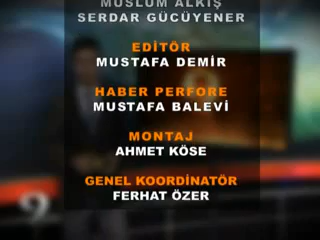 MÜSLÜM ALKIŞ
SERDAR GÜCÜYENER
EDİTÖR
MUSTAFA DEMİR
HABER PERFORE
MUSTAFA BALEVİ
MONTAJ
AHMET KÖSE
GENEL KOORDİNATÖR
FERHAT ÖZER
9